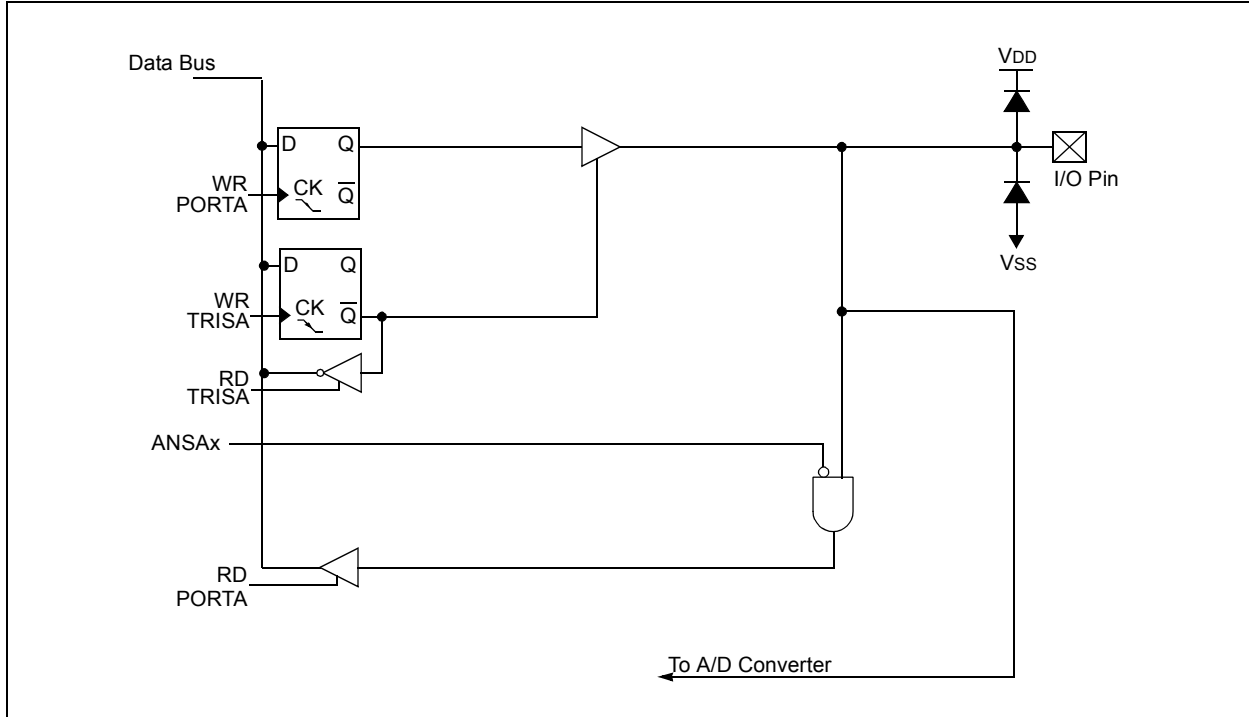 Data Bus
VDD
D Q
CK Q̅
WR
PORTA
I/O Pin
D Q
CK Q̅
WR
TRISA
VSS
RD
TRISA
ANSAx
RD
PORTA
To A/D Converter